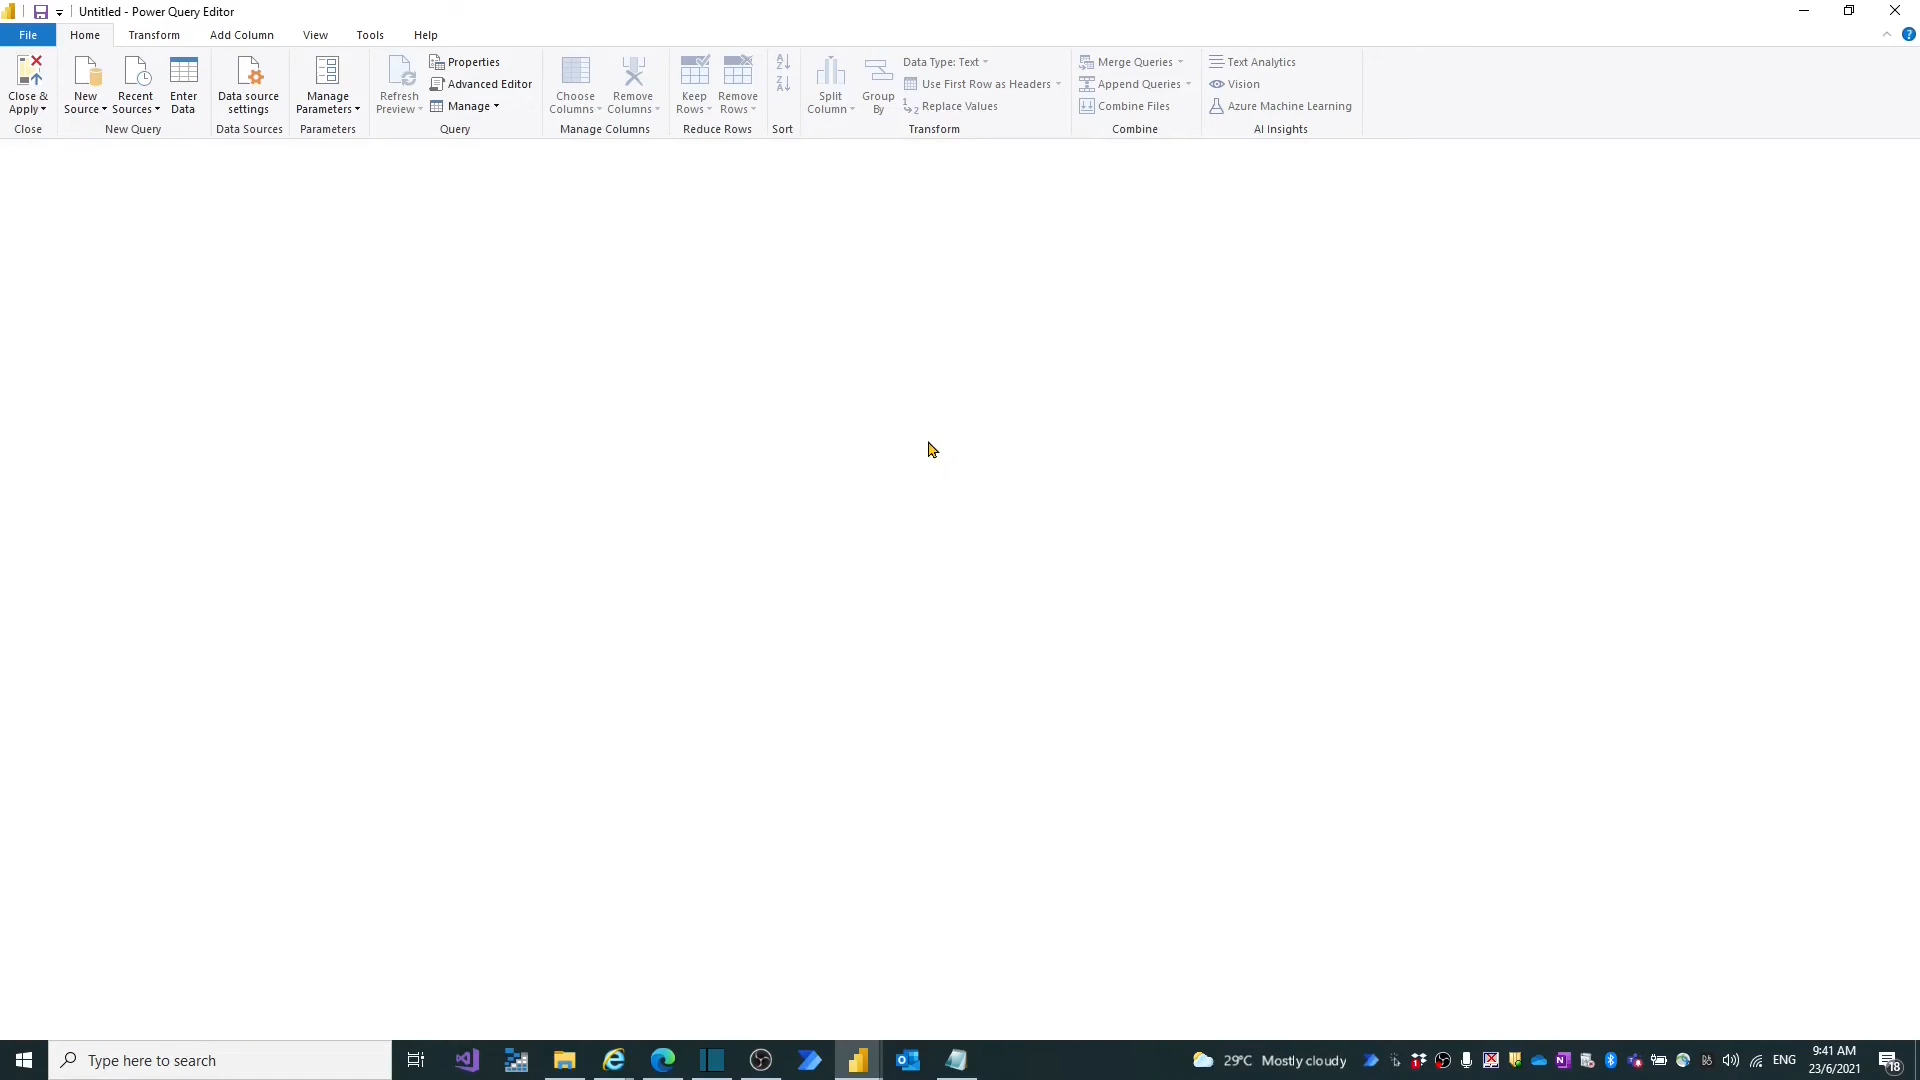 Untitled - Power Query Editor
File Home Transform Add Column View Tools Help
Close & Apply
Close
New Source
Recent Sources
Enter Data
New Query
Data source settings
Data Sources
Manage Parameters
Parameters
Refresh Preview
Properties
Advanced Editor
Manage
Query
Choose Columns
Remove Columns
Manage Columns
Keep Rows
Remove Rows
Reduce Rows
Sort
Split Column
Group By
Data Type: Text
Use First Row as Headers
Replace Values
Transform
Merge Queries
Append Queries
Combine Files
Combine
Text Analytics
Vision
Azure Machine Learning
AI Insights
Type here to search
29°C Mostly cloudy
ENG
9:41 AM
23/6/2021
18